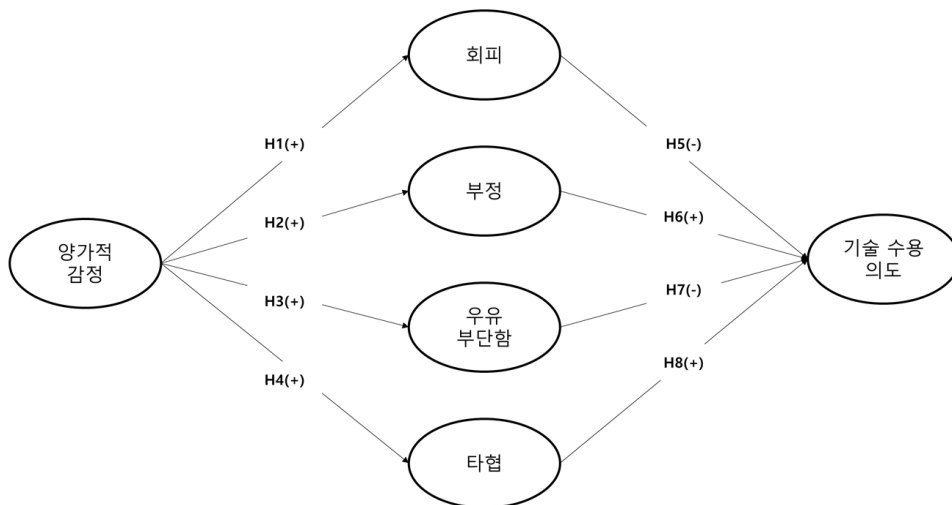 회피
H1(+)
H5(-)
부정
H2(+)
H6(+)
양가적
감정
기술 수용
의도
H3(+)
H7(-)
우유
부단함
H4(+)
H8(+)
타협